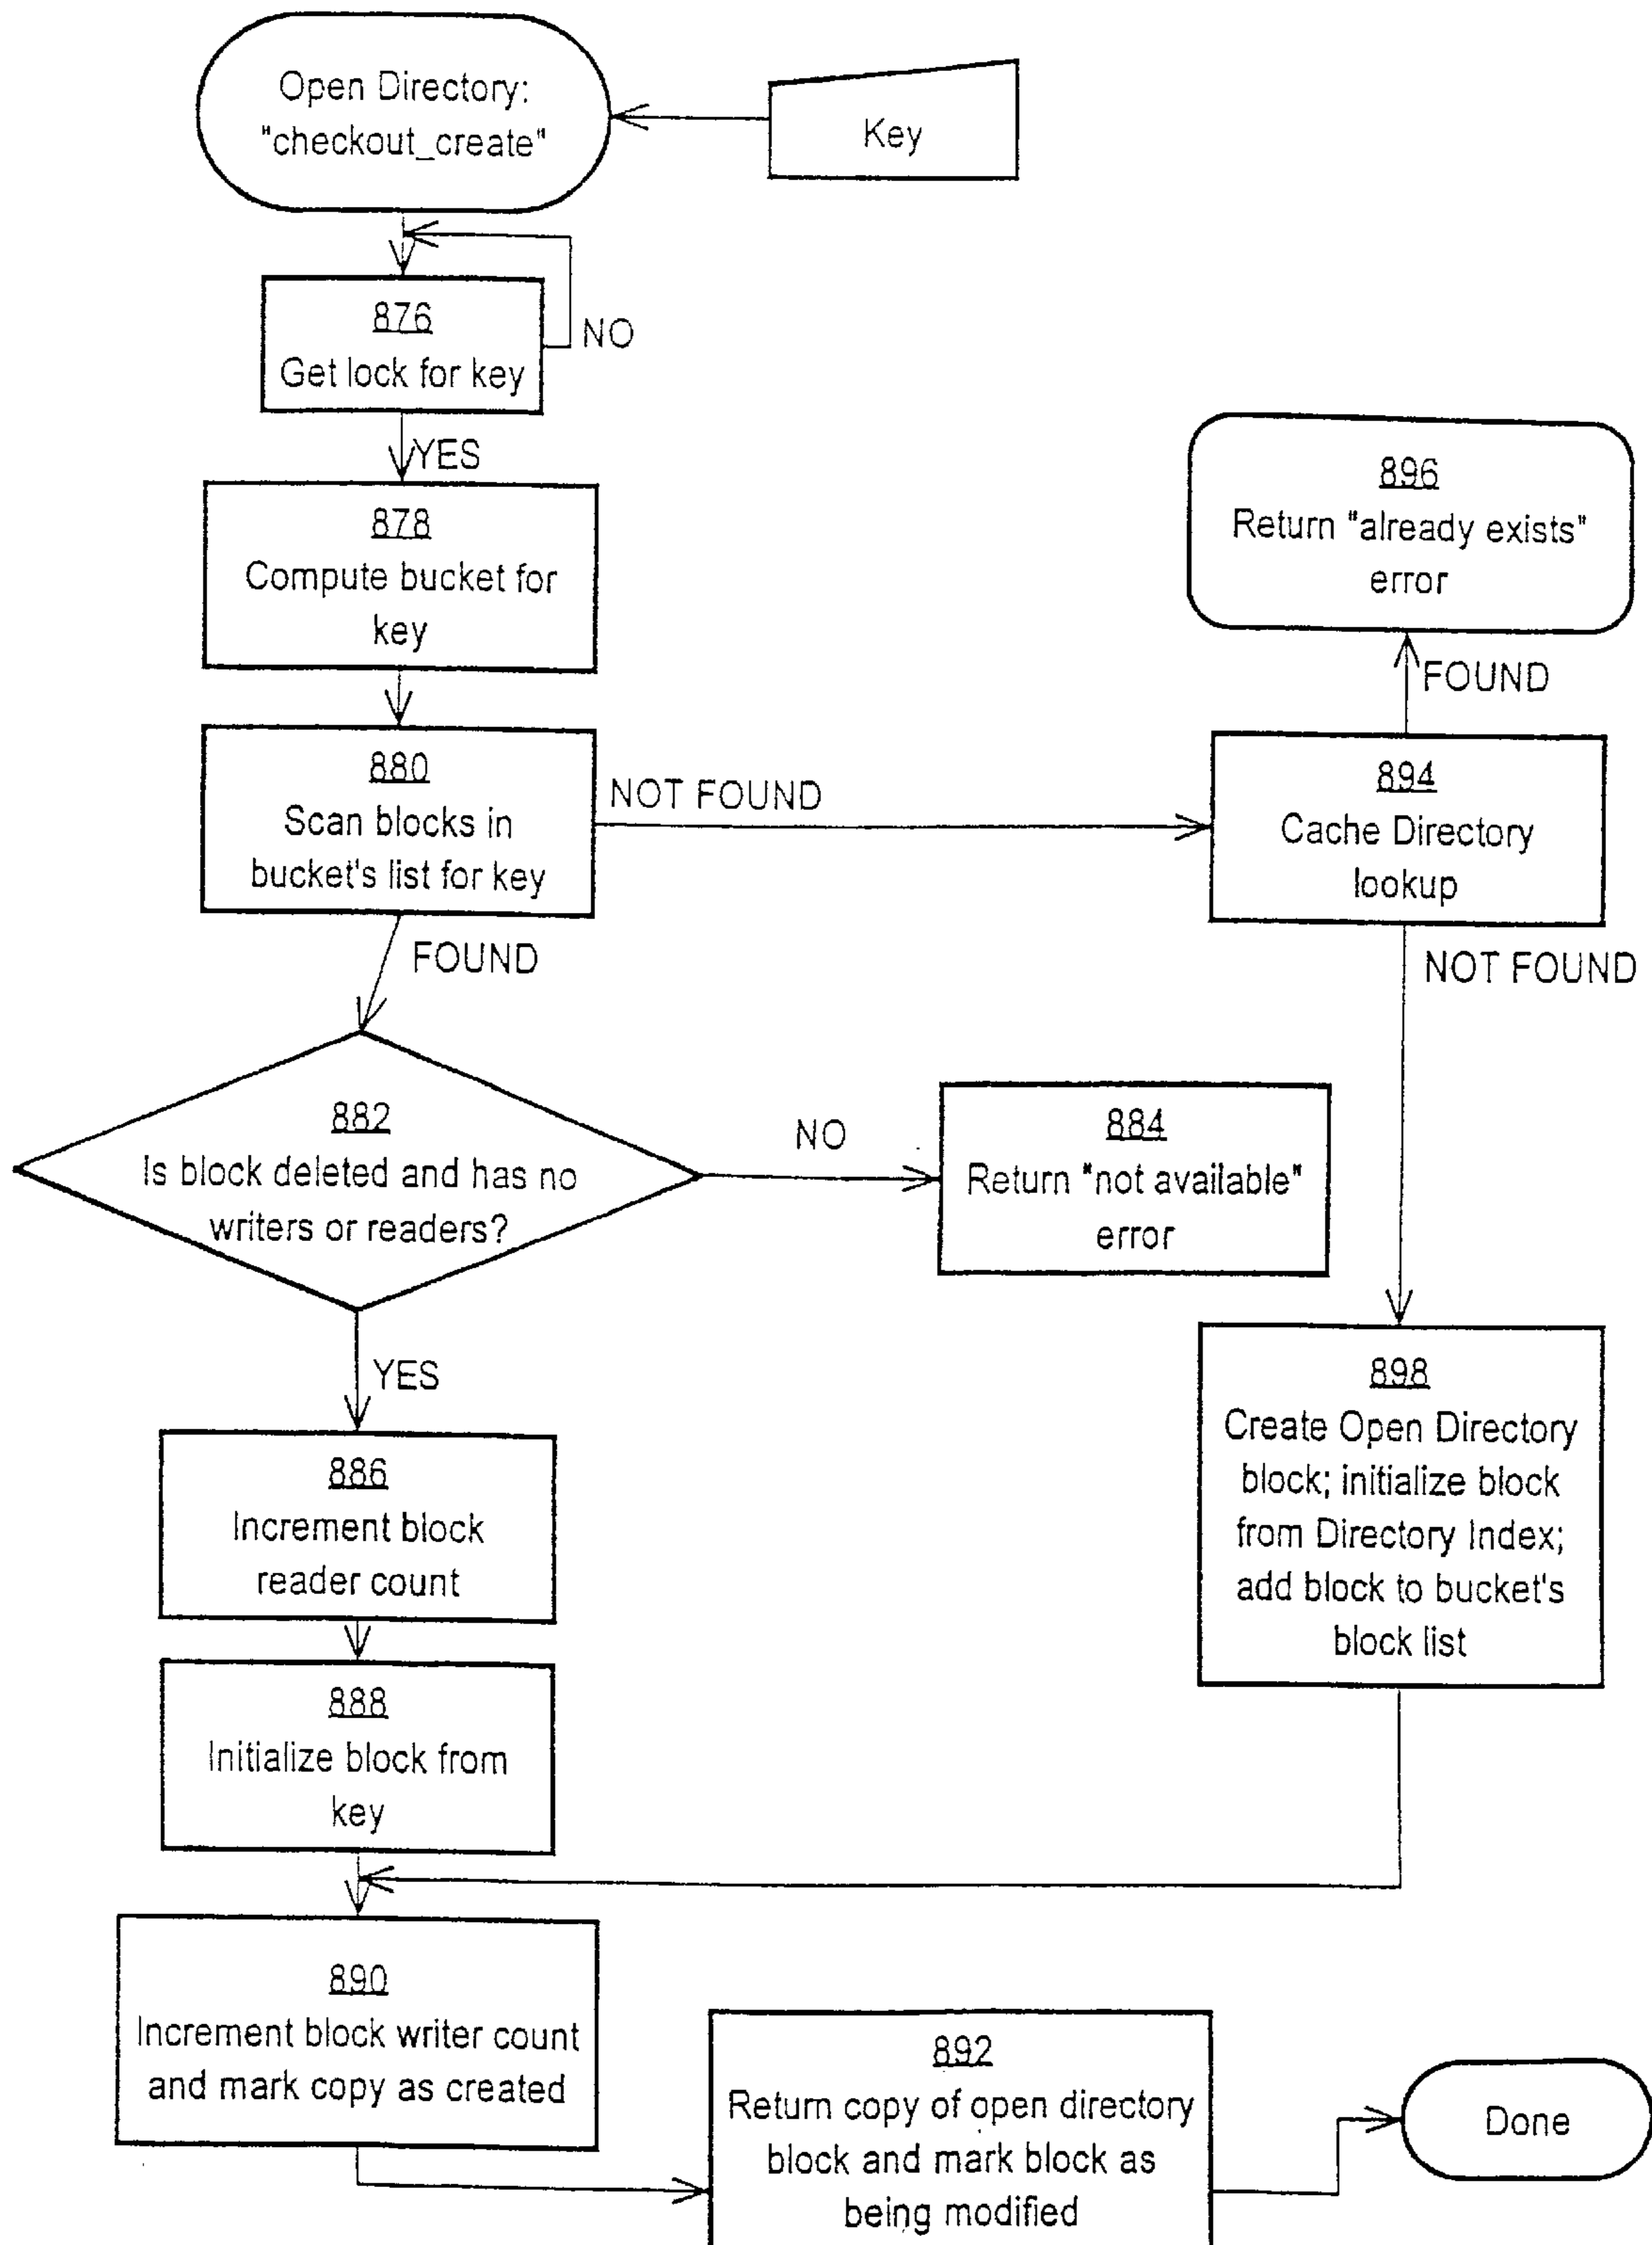 Open Directory:
"checkout_create"
Key
876
Get lock for key
NO
YES
878
Compute bucket for
key
896
Return "already exists"
error
FOUND
880
Scan blocks in
bucket's list for key
NOT FOUND
894
Cache Directory
lookup
FOUND
NOT FOUND
882
Is block deleted and has no
writers or readers?
NO
884
Return "not available"
error
YES
886
Increment block
reader count
898
Create Open Directory
block; initialize block
from Directory Index;
add block to bucket's
block list
888
Initialize block from
key
890
Increment block writer count
and mark copy as created
892
Return copy of open directory
block and mark block as
being modified
Done